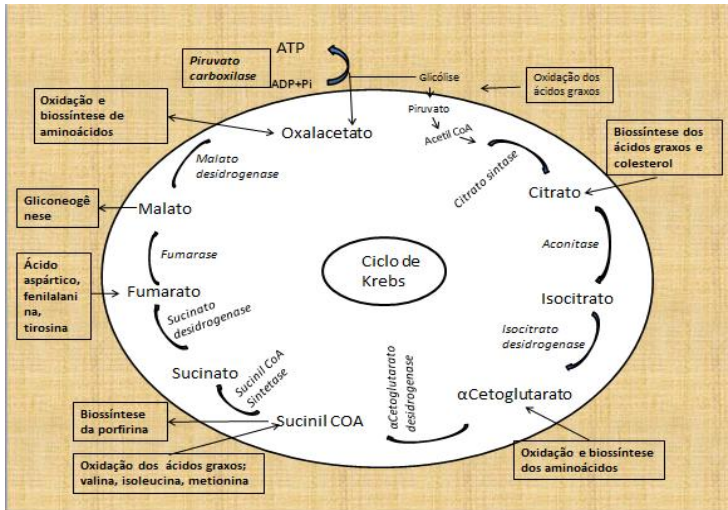 ATP
Piruvato
carboxilase
ADP+Pi
Glicólise
Oxidação dos
ácidos graxos
Oxidação e
biossíntese de
aminoácidos
Piruvato
Acetil CoA
Oxalacetato
Biossíntese dos
ácidos graxos e
colesterol
Malato
desidrogenase
Citrato sintase
Citrato
Gliconeogê
nese
Malato
Aconitase
Fumarase
Ciclo de
Krebs
Ácido
aspártico,
fenilalani
na,
tirosina
Fumarato
Isocitrato
Sucinato
desidrogenase
Isocitrato
desidrogenase
Sucinato
Sucinil CoA
Sintetase
αCetoglutarato
desidrogenase
αCetoglutarato
Biossíntese
da porfirina
Sucinil COA
Oxidação dos ácidos graxos;
valina, isoleucina, metionina
Oxidação e biossíntese
dos aminoácidos